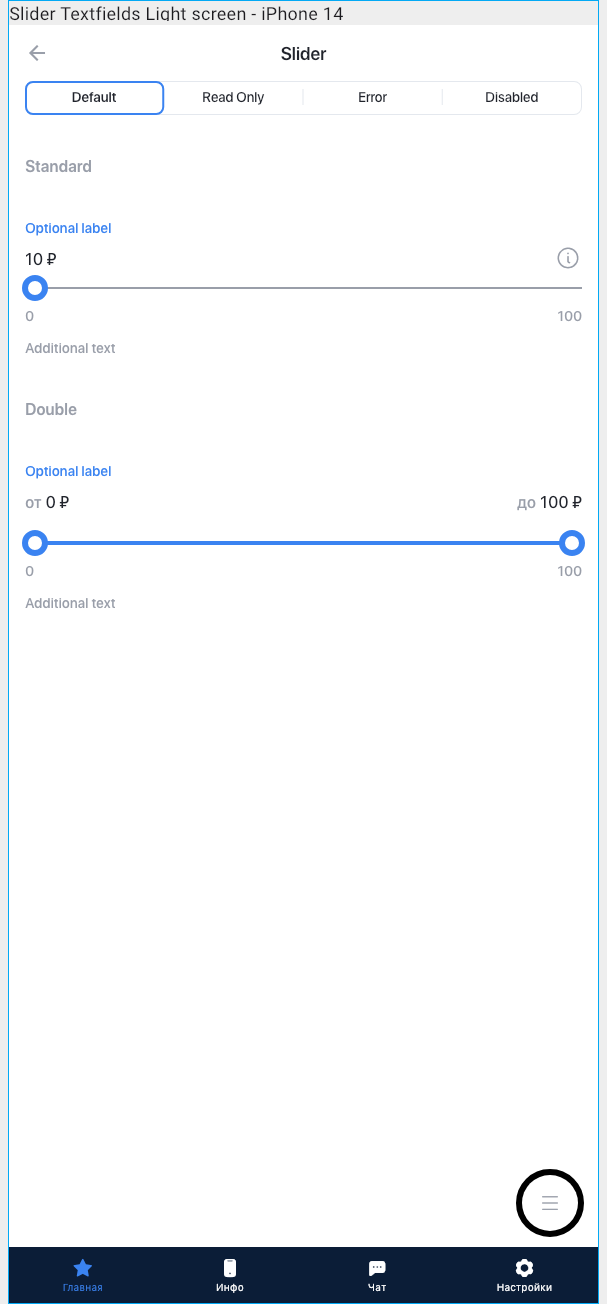 Slider Textfields Light screen - iPhone 14
Slider
Default Read Only Error Disabled
Standard
Optional label
10 ₽
0 100
Additional text
Double
Optional label
от 0 ₽ до 100 ₽
0 100
Additional text
Главная Инфо Чат Настройки